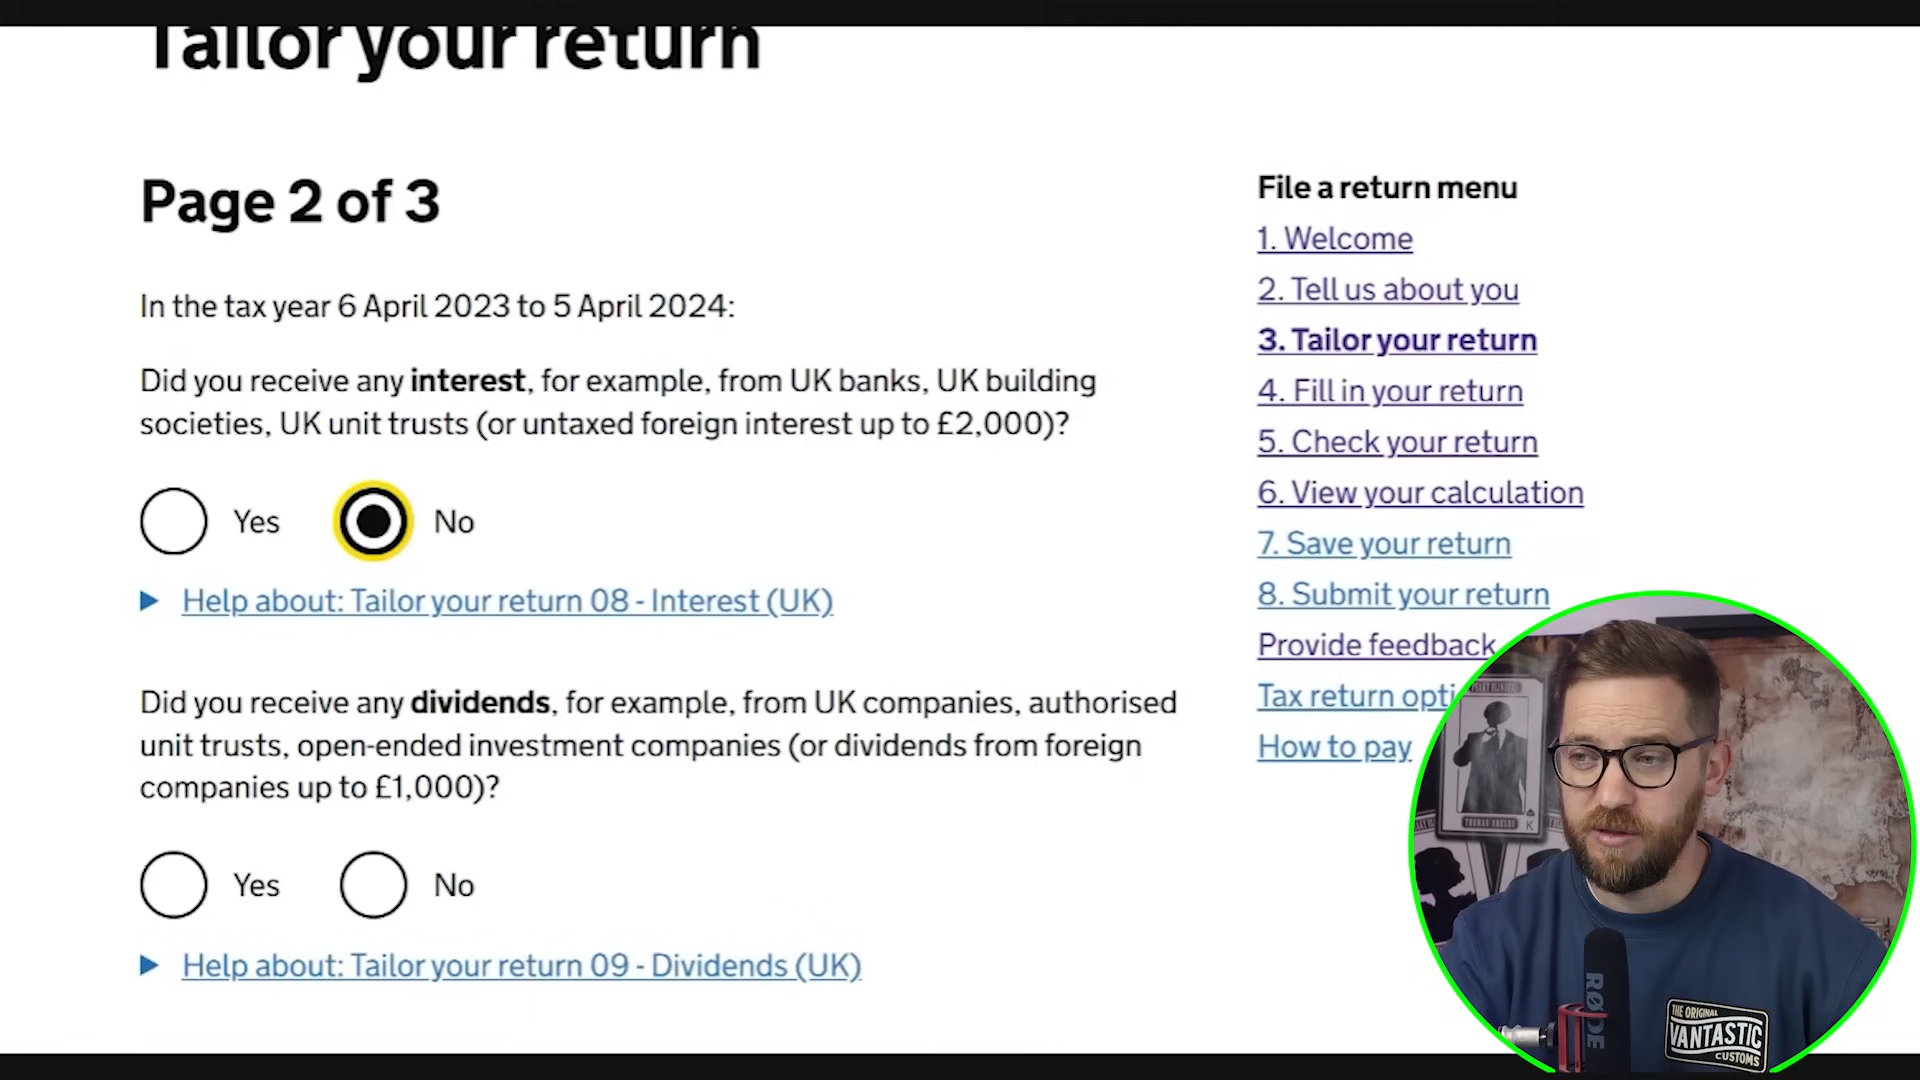 Tailor your return
Page 2 of 3
In the tax year 6 April 2023 to 5 April 2024:
Did you receive any interest, for example, from UK banks, UK building
societies, UK unit trusts (or untaxed foreign interest up to £2,000)?
Yes No
Help about: Tailor your return 08 - Interest (UK)
Did you receive any dividends, for example, from UK companies, authorised
unit trusts, open-ended investment companies (or dividends from foreign
companies up to £1,000)?
Yes No
Help about: Tailor your return 09 - Dividends (UK)
File a return menu
1. Welcome
2. Tell us about you
3. Tailor your return
4. Fill in your return
5. Check your return
6. View your calculation
7. Save your return
8. Submit your return
Provide feedback
Tax return opti
How to pay
PEAKY BLINDERS
THOMAS SHELBY
K
RØDE
THE ORIGINAL
VANTASTIC
CUSTOMS